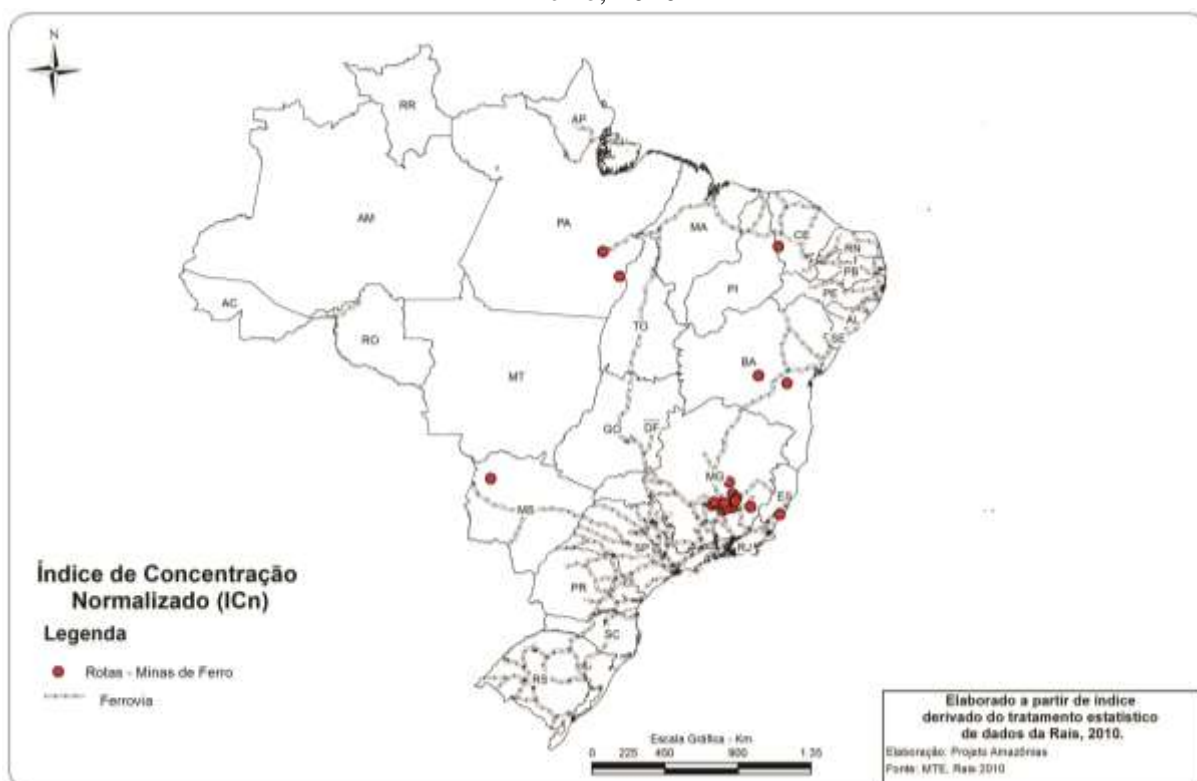 N
RR
AP
AM
PA
MA
CE
RN
PB
PE
AL
SE
PI
AC
RO
TO
BA
MT
GO
DF
MG
ES
MS
SP
RJ
PR
SC
RS
Índice de Concentração
Normalizado (ICn)
Legenda
Rotas - Minas de Ferro
Ferrovia
Escala Gráfica - Km
0 225 450 900 1.35
Elaborado a partir de índice
derivado do tratamento estatístico
de dados da Rais, 2010.
Elaboração: Projeto Amazônias
Fonte: MTE, Rais 2010